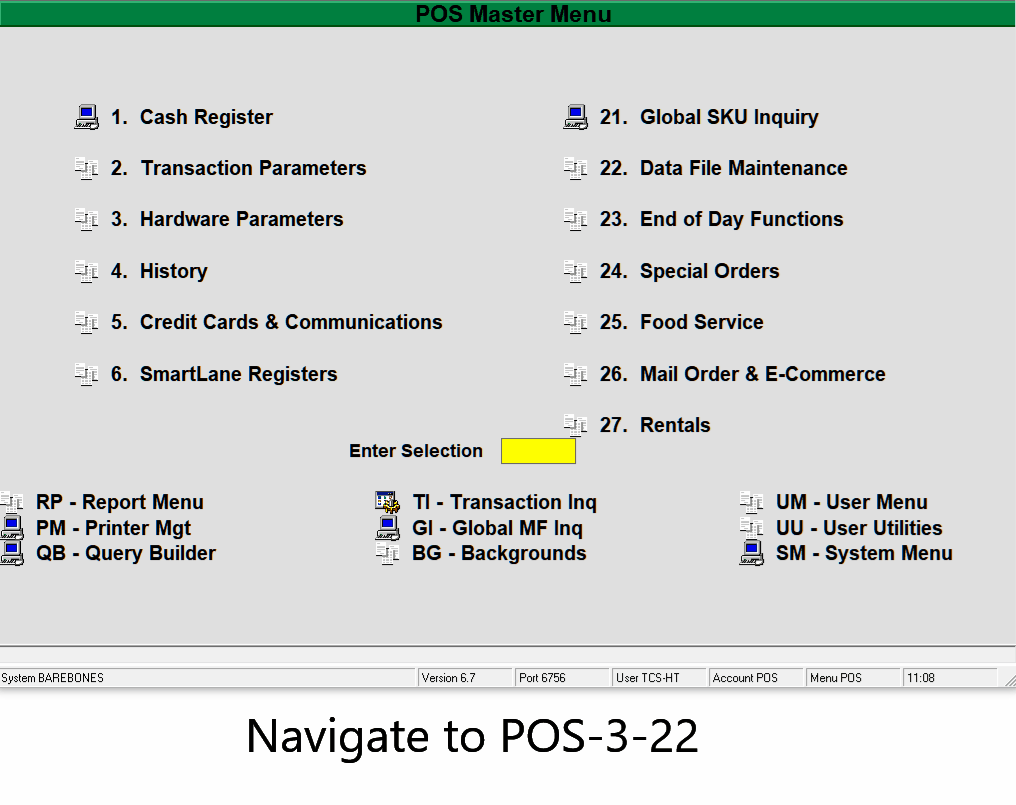 POS Master Menu
1. Cash Register
2. Transaction Parameters
3. Hardware Parameters
4. History
5. Credit Cards & Communications
6. SmartLane Registers
21. Global SKU Inquiry
22. Data File Maintenance
23. End of Day Functions
24. Special Orders
25. Food Service
26. Mail Order & E-Commerce
27. Rentals
Enter Selection
RP - Report Menu
PM - Printer Mgt
QB - Query Builder
TI - Transaction Inq
GI - Global MF Inq
BG - Backgrounds
UM - User Menu
UU - User Utilities
SM - System Menu
System BAREBONES Version 6.7 Port 6756 User TCS-HT Account POS Menu POS 11:08
Navigate to POS-3-22